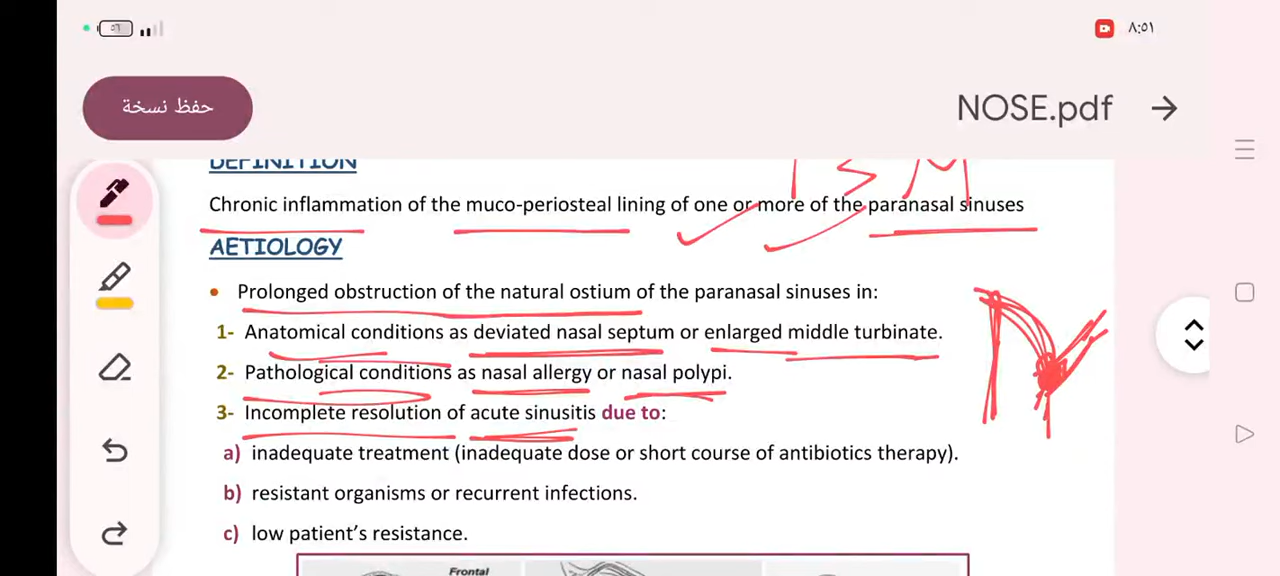 ٥٦
٨:٥١
حفظ نسخة
NOSE.pdf
DEFINITION
Chronic inflammation of the muco-periosteal lining of one or more of the paranasal sinuses
AETIOLOGY
• Prolonged obstruction of the natural ostium of the paranasal sinuses in:
1- Anatomical conditions as deviated nasal septum or enlarged middle turbinate.
2- Pathological conditions as nasal allergy or nasal polypi.
3- Incomplete resolution of acute sinusitis due to:
a) inadequate treatment (inadequate dose or short course of antibiotics therapy).
b) resistant organisms or recurrent infections.
c) low patient's resistance.
Frontal